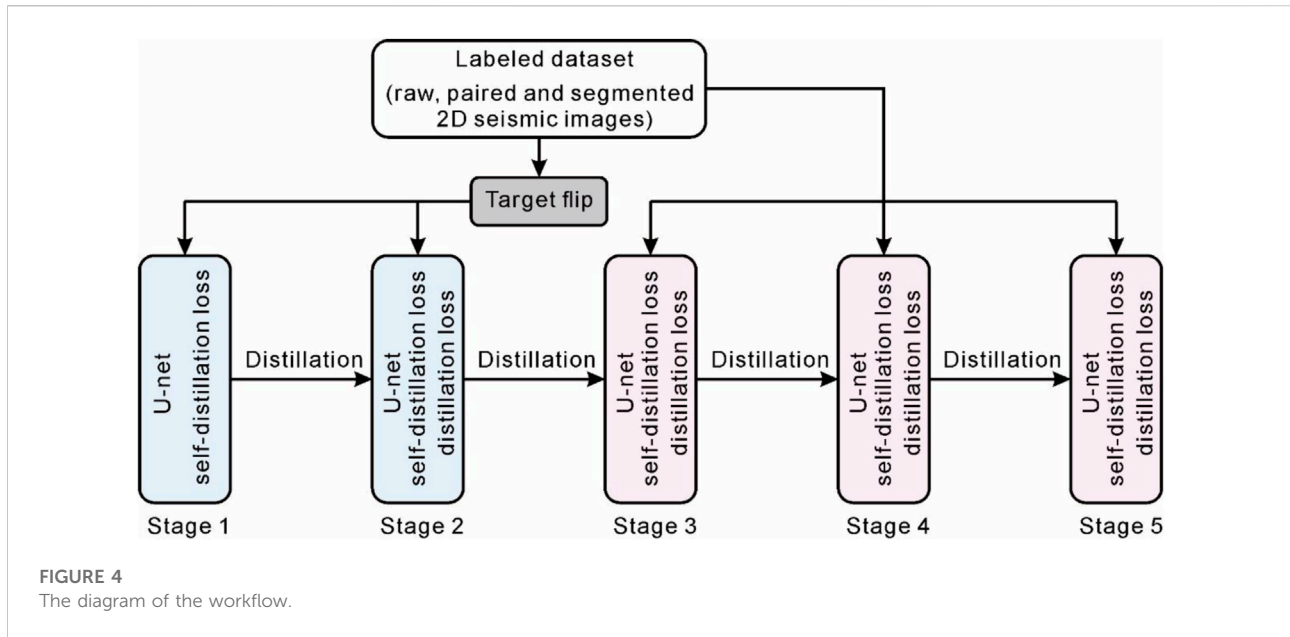 Labeled dataset
(raw, paired and segmented
2D seismic images)
Target flip
U-net
self-distillation loss
Distillation
U-net
self-distillation loss
distillation loss
Distillation
U-net
self-distillation loss
distillation loss
Distillation
U-net
self-distillation loss
distillation loss
Distillation
U-net
self-distillation loss
distillation loss
Stage 1
Stage 2
Stage 3
Stage 4
Stage 5
FIGURE 4
The diagram of the workflow.